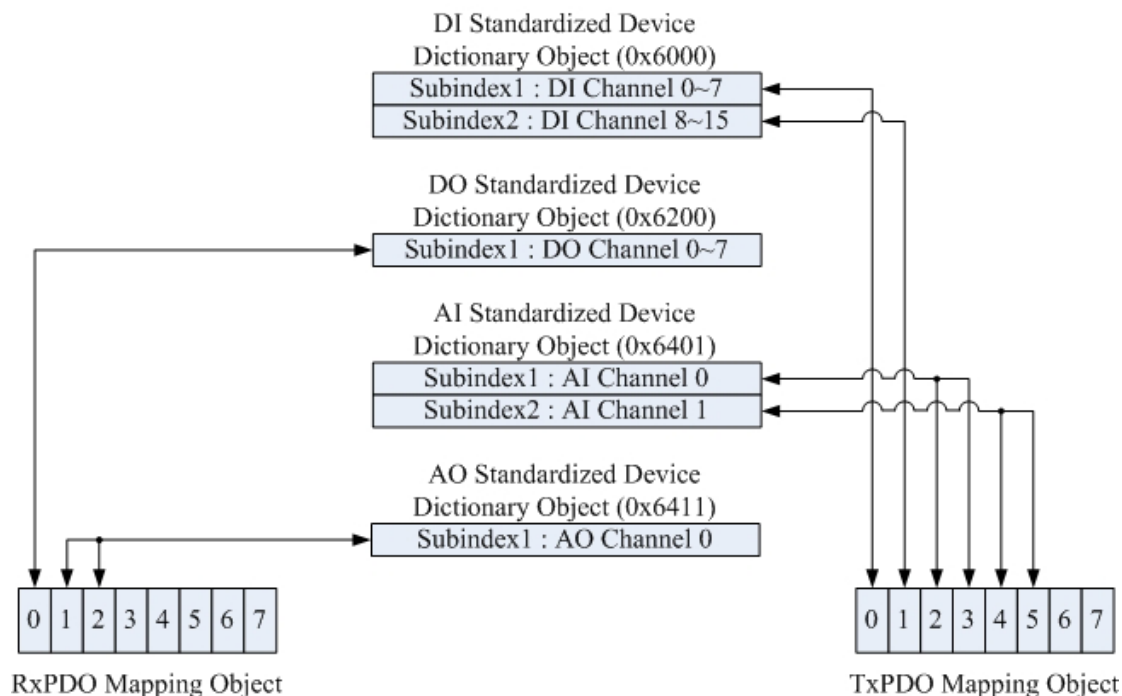 DI Standardized Device
Dictionary Object (0x6000)
Subindex1 : DI Channel 0~7
Subindex2 : DI Channel 8~15
DO Standardized Device
Dictionary Object (0x6200)
Subindex1 : DO Channel 0~7
AI Standardized Device
Dictionary Object (0x6401)
Subindex1 : AI Channel 0
Subindex2 : AI Channel 1
AO Standardized Device
Dictionary Object (0x6411)
Subindex1 : AO Channel 0
0 1 2 3 4 5 6 7
RxPDO Mapping Object
0 1 2 3 4 5 6 7
TxPDO Mapping Object